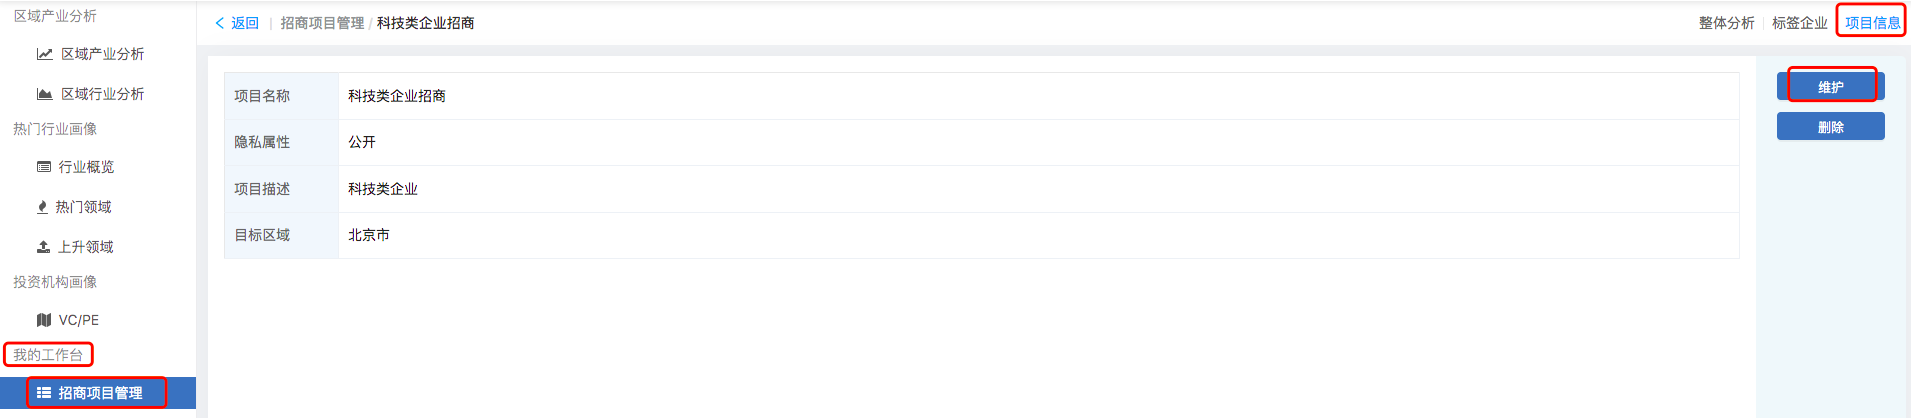 区域产业分析
区域产业分析
区域行业分析
热门行业画像
行业概览
热门领域
上升领域
投资机构画像
VC/PE
我的工作台
招商项目管理
返回 | 招商项目管理 / 科技类企业招商
整体分析 标签企业 项目信息
项目名称 科技类企业招商
隐私属性 公开
项目描述 科技类企业
目标区域 北京市
维护
删除